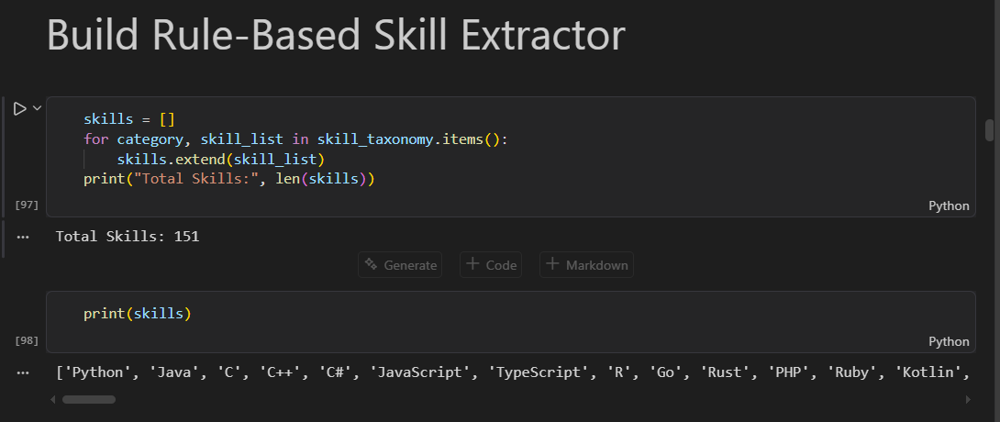 Build Rule-Based Skill Extractor
skills = []
for category, skill_list in skill_taxonomy.items():
    skills.extend(skill_list)
print("Total Skills:", len(skills))
[97]
Python
Total Skills: 151
Generate
Code
Markdown
print(skills)
[98]
Python
['Python', 'Java', 'C', 'C++', 'C#', 'JavaScript', 'TypeScript', 'R', 'Go', 'Rust', 'PHP', 'Ruby', 'Kotlin',